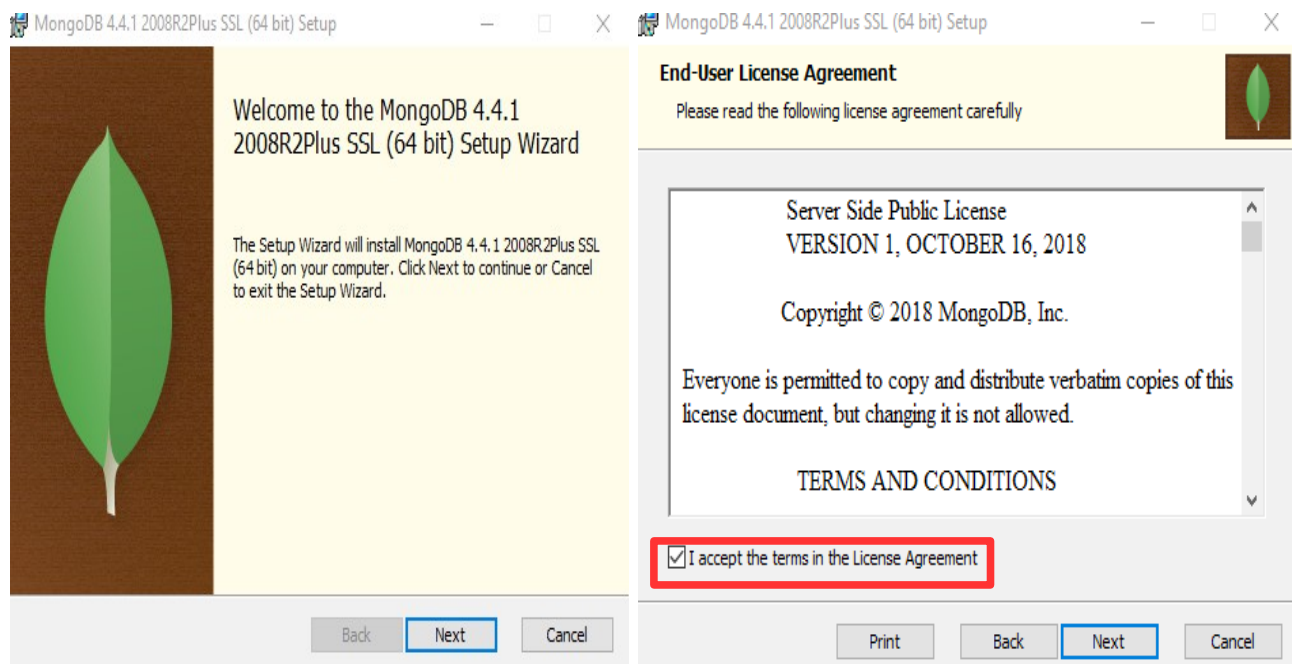 MongoDB 4.4.1 2008R2Plus SSL (64 bit) Setup
Welcome to the MongoDB 4.4.1
2008R2Plus SSL (64 bit) Setup Wizard
The Setup Wizard will install MongoDB 4.4.1 2008R2Plus SSL
(64 bit) on your computer. Click Next to continue or Cancel
to exit the Setup Wizard.
Back Next Cancel
MongoDB 4.4.1 2008R2Plus SSL (64 bit) Setup
End-User License Agreement
Please read the following license agreement carefully
Server Side Public License
VERSION 1, OCTOBER 16, 2018
Copyright © 2018 MongoDB, Inc.
Everyone is permitted to copy and distribute verbatim copies of this
license document, but changing it is not allowed.
TERMS AND CONDITIONS
I accept the terms in the License Agreement
Print Back Next Cancel